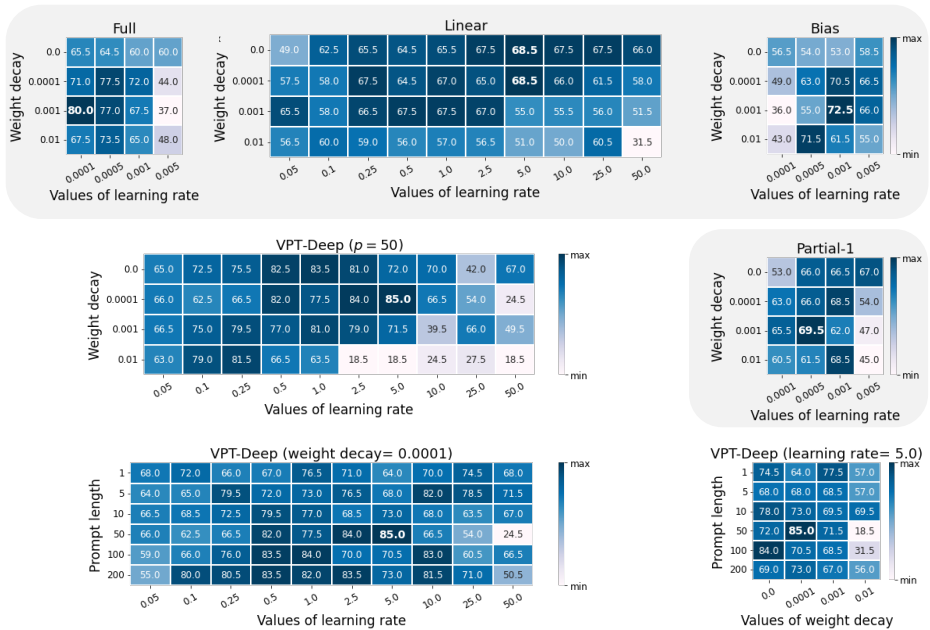 Full
Weight decay
0.0 65.5 64.5 60.0 60.0
0.0001 71.0 77.5 72.0 44.0
0.001 80.0 77.0 67.5 37.0
0.01 67.5 73.5 65.0 48.0
0.0001 0.0005 0.001 0.005
Values of learning rate
Linear
Weight decay
0.0 49.0 62.5 65.5 64.5 65.5 67.5 68.5 67.5 67.5 66.0
0.0001 57.5 58.0 67.5 64.5 67.0 65.0 68.5 66.0 61.5 58.0
0.001 65.5 58.0 66.5 67.5 67.5 67.0 55.0 55.5 56.0 51.5
0.01 56.5 60.0 59.0 56.0 57.0 56.5 51.0 50.0 60.5 31.5
0.05 0.1 0.25 0.5 1.0 2.5 5.0 10.0 25.0 50.0
Values of learning rate
Bias
Weight decay
0.0 56.5 54.0 53.0 58.5
0.0001 49.0 63.0 70.5 66.5
0.001 36.0 55.0 72.5 66.0
0.01 43.0 71.5 61.5 55.0
0.0001 0.0005 0.001 0.005
Values of learning rate
max
min
VPT-Deep (p = 50)
Weight decay
0.0 65.0 72.5 75.5 82.5 83.5 81.0 72.0 70.0 42.0 67.0
0.0001 66.0 62.5 66.5 82.0 77.5 84.0 85.0 66.5 54.0 24.5
0.001 66.5 75.0 79.5 77.0 81.0 79.0 71.5 39.5 66.0 49.5
0.01 63.0 79.0 81.5 66.5 63.5 18.5 18.5 24.5 27.5 18.5
0.05 0.1 0.25 0.5 1.0 2.5 5.0 10.0 25.0 50.0
Values of learning rate
max
min
Partial-1
Weight decay
0.0 53.0 66.0 66.5 67.0
0.0001 63.0 66.0 68.5 54.0
0.001 65.5 69.5 62.0 47.0
0.01 60.5 61.5 68.5 45.0
0.0001 0.0005 0.001 0.005
Values of learning rate
max
min
VPT-Deep (weight decay= 0.0001)
Prompt length
1 68.0 72.0 66.0 67.0 76.5 71.0 64.0 70.0 74.5 68.0
5 64.0 65.0 79.5 72.0 73.0 76.5 68.0 82.0 78.5 71.5
10 66.5 68.5 72.5 79.5 77.0 68.5 73.0 68.0 63.5 67.0
50 66.0 62.5 66.5 82.0 77.5 84.0 85.0 66.5 54.0 24.5
100 59.0 66.0 76.0 83.5 84.0 70.0 70.5 83.0 60.5 66.5
200 55.0 80.0 80.5 83.5 82.0 83.5 73.0 81.5 71.0 50.5
0.05 0.1 0.25 0.5 1.0 2.5 5.0 10.0 25.0 50.0
Values of learning rate
max
min
VPT-Deep (learning rate= 5.0)
Prompt length
1 74.5 64.0 77.5 57.0
5 68.0 68.0 68.5 57.0
10 78.0 73.0 69.5 69.5
50 72.0 85.0 71.5 18.5
100 84.0 70.5 68.5 31.5
200 69.0 73.0 67.0 56.0
0.0 0.0001 0.001 0.01
Values of weight decay
max
min